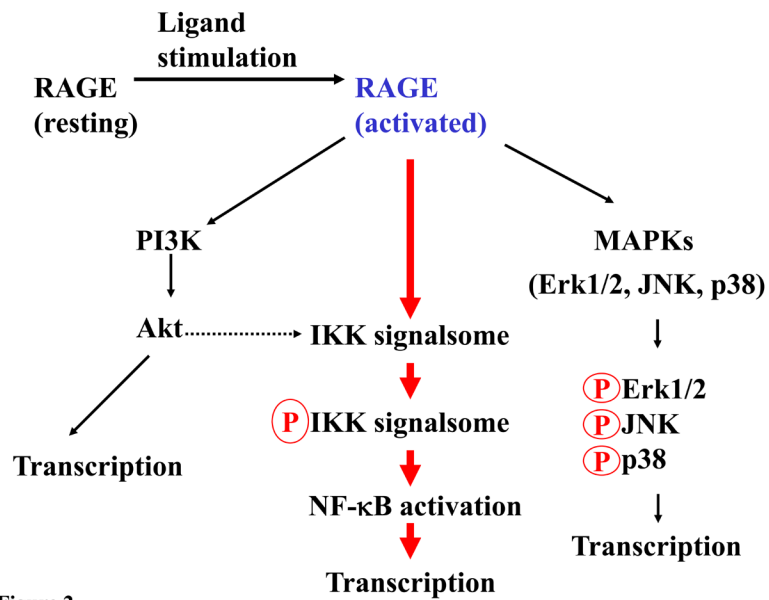 Ligand
stimulation
RAGE
(resting)
RAGE
(activated)
PI3K
MAPKs
(Erk1/2, JNK, p38)
Akt
IKK signalsome
P Erk1/2
P JNK
P p38
P IKK signalsome
Transcription
NF-κB activation
Transcription
Transcription